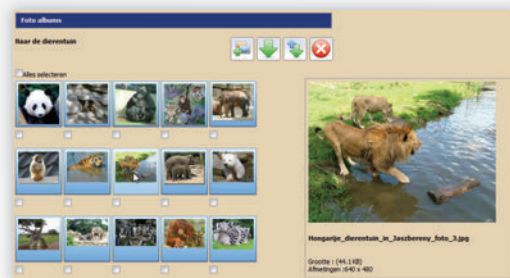 Foto albums
Naar de dierentuin
Alles selecteren
Hongarije_dierentuin_in_Jaszbereny_foto_3.jpg
Grootte : (44.1KB)
Afmetingen :640 x 480